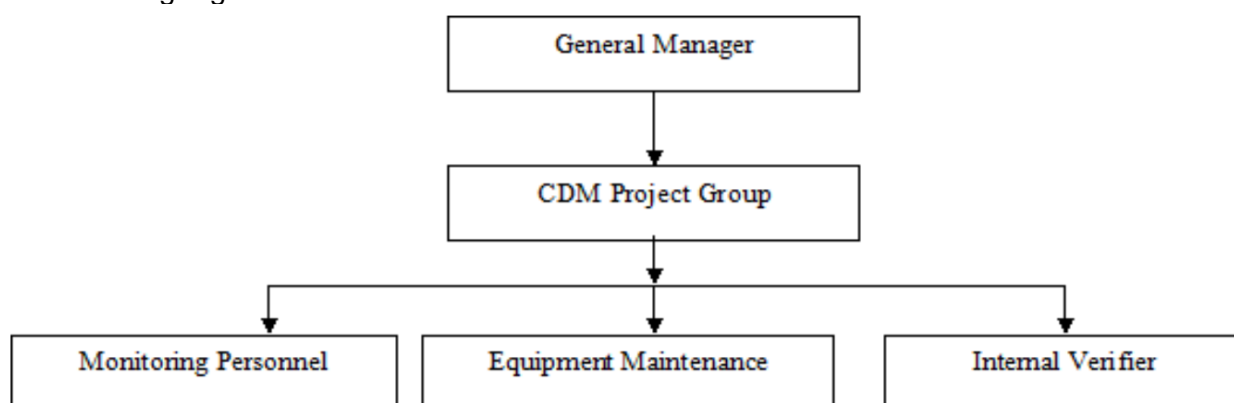 General Manager
CDM Project Group
Monitoring Personnel
Equipment Maintenance
Internal Verifier